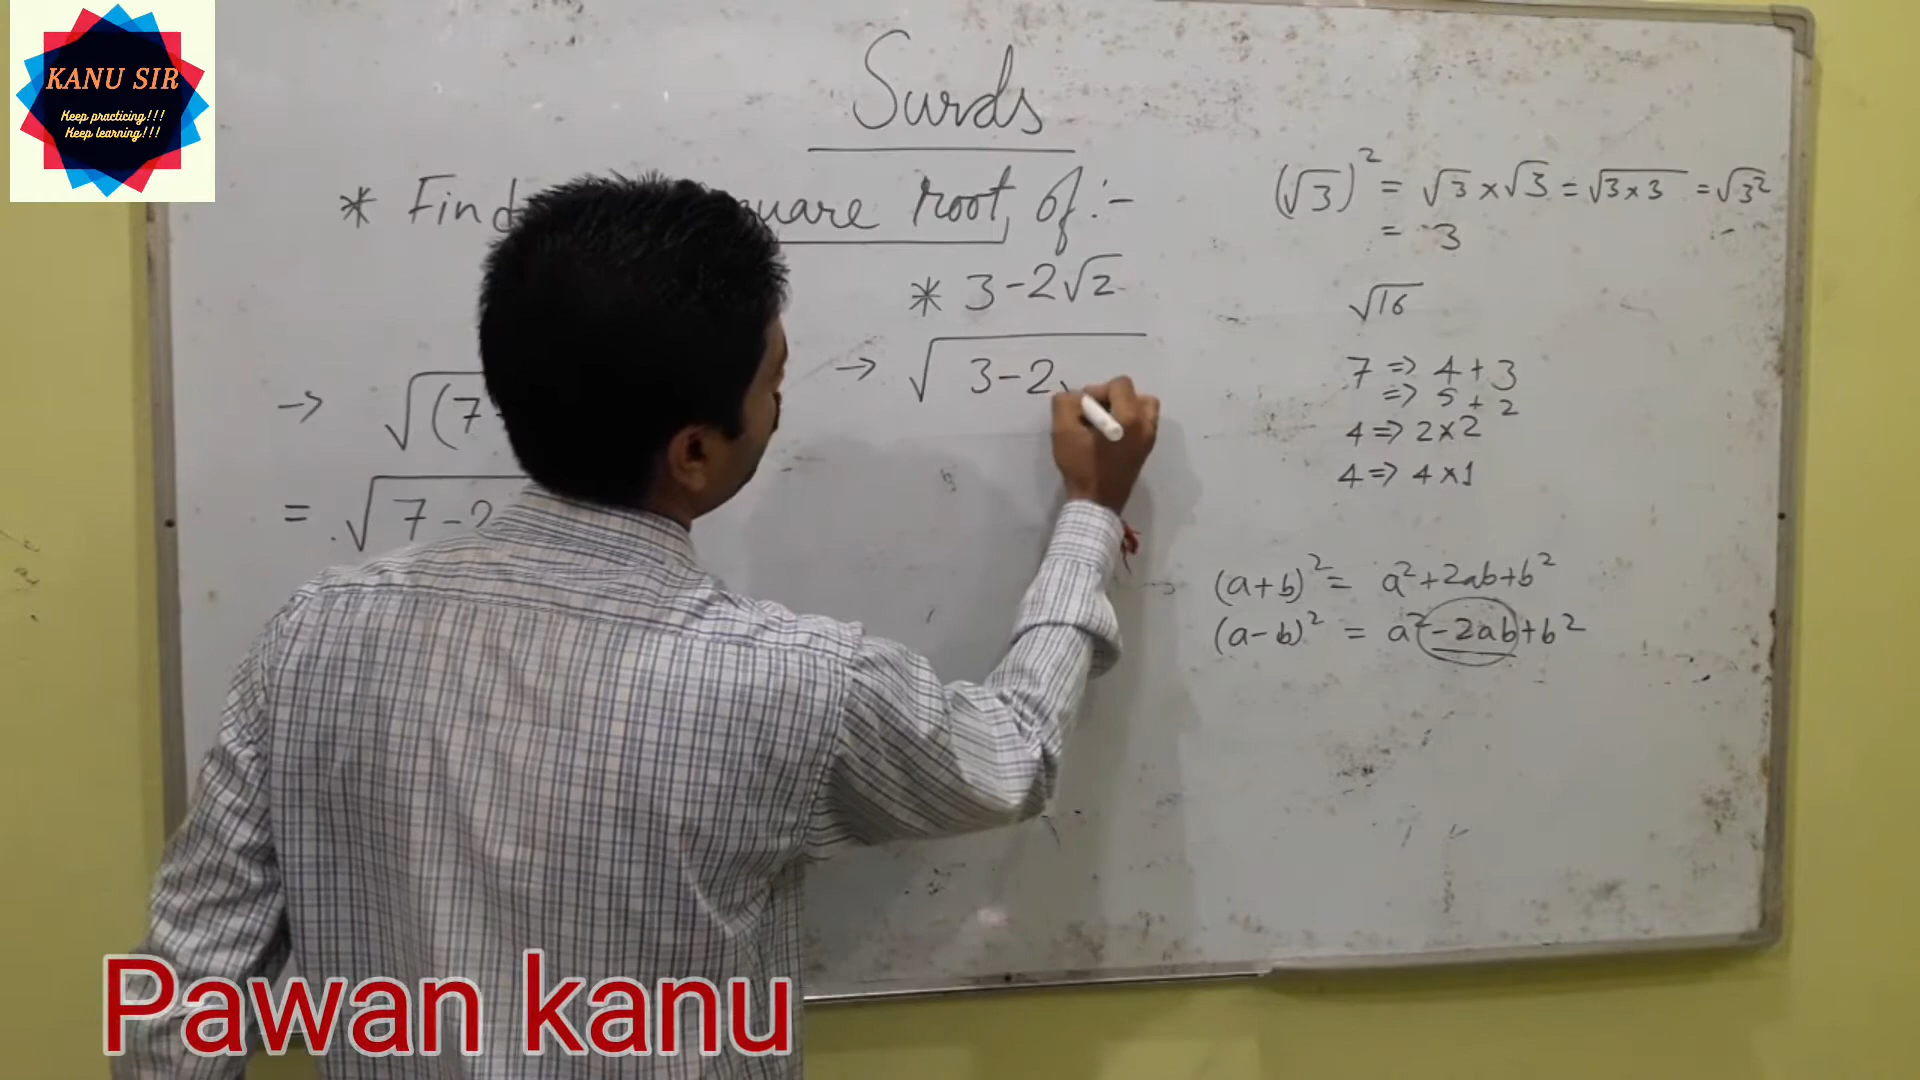 KANU SIR
Keep practicing!!!
Keep learning!!!
Surds
* Find root of :-
* 3-2√2
→ √3-2
→ √(7
= √7-2
(√3)² = √3 × √3 = √3×3 = √3²
= 3
√16
7 => 4 + 3
=> 5 + 2
4 => 2×2
4 => 4×1
(a+b)² = a²+2ab+b²
(a-b)² = a²-2ab+b²
Pawan kanu